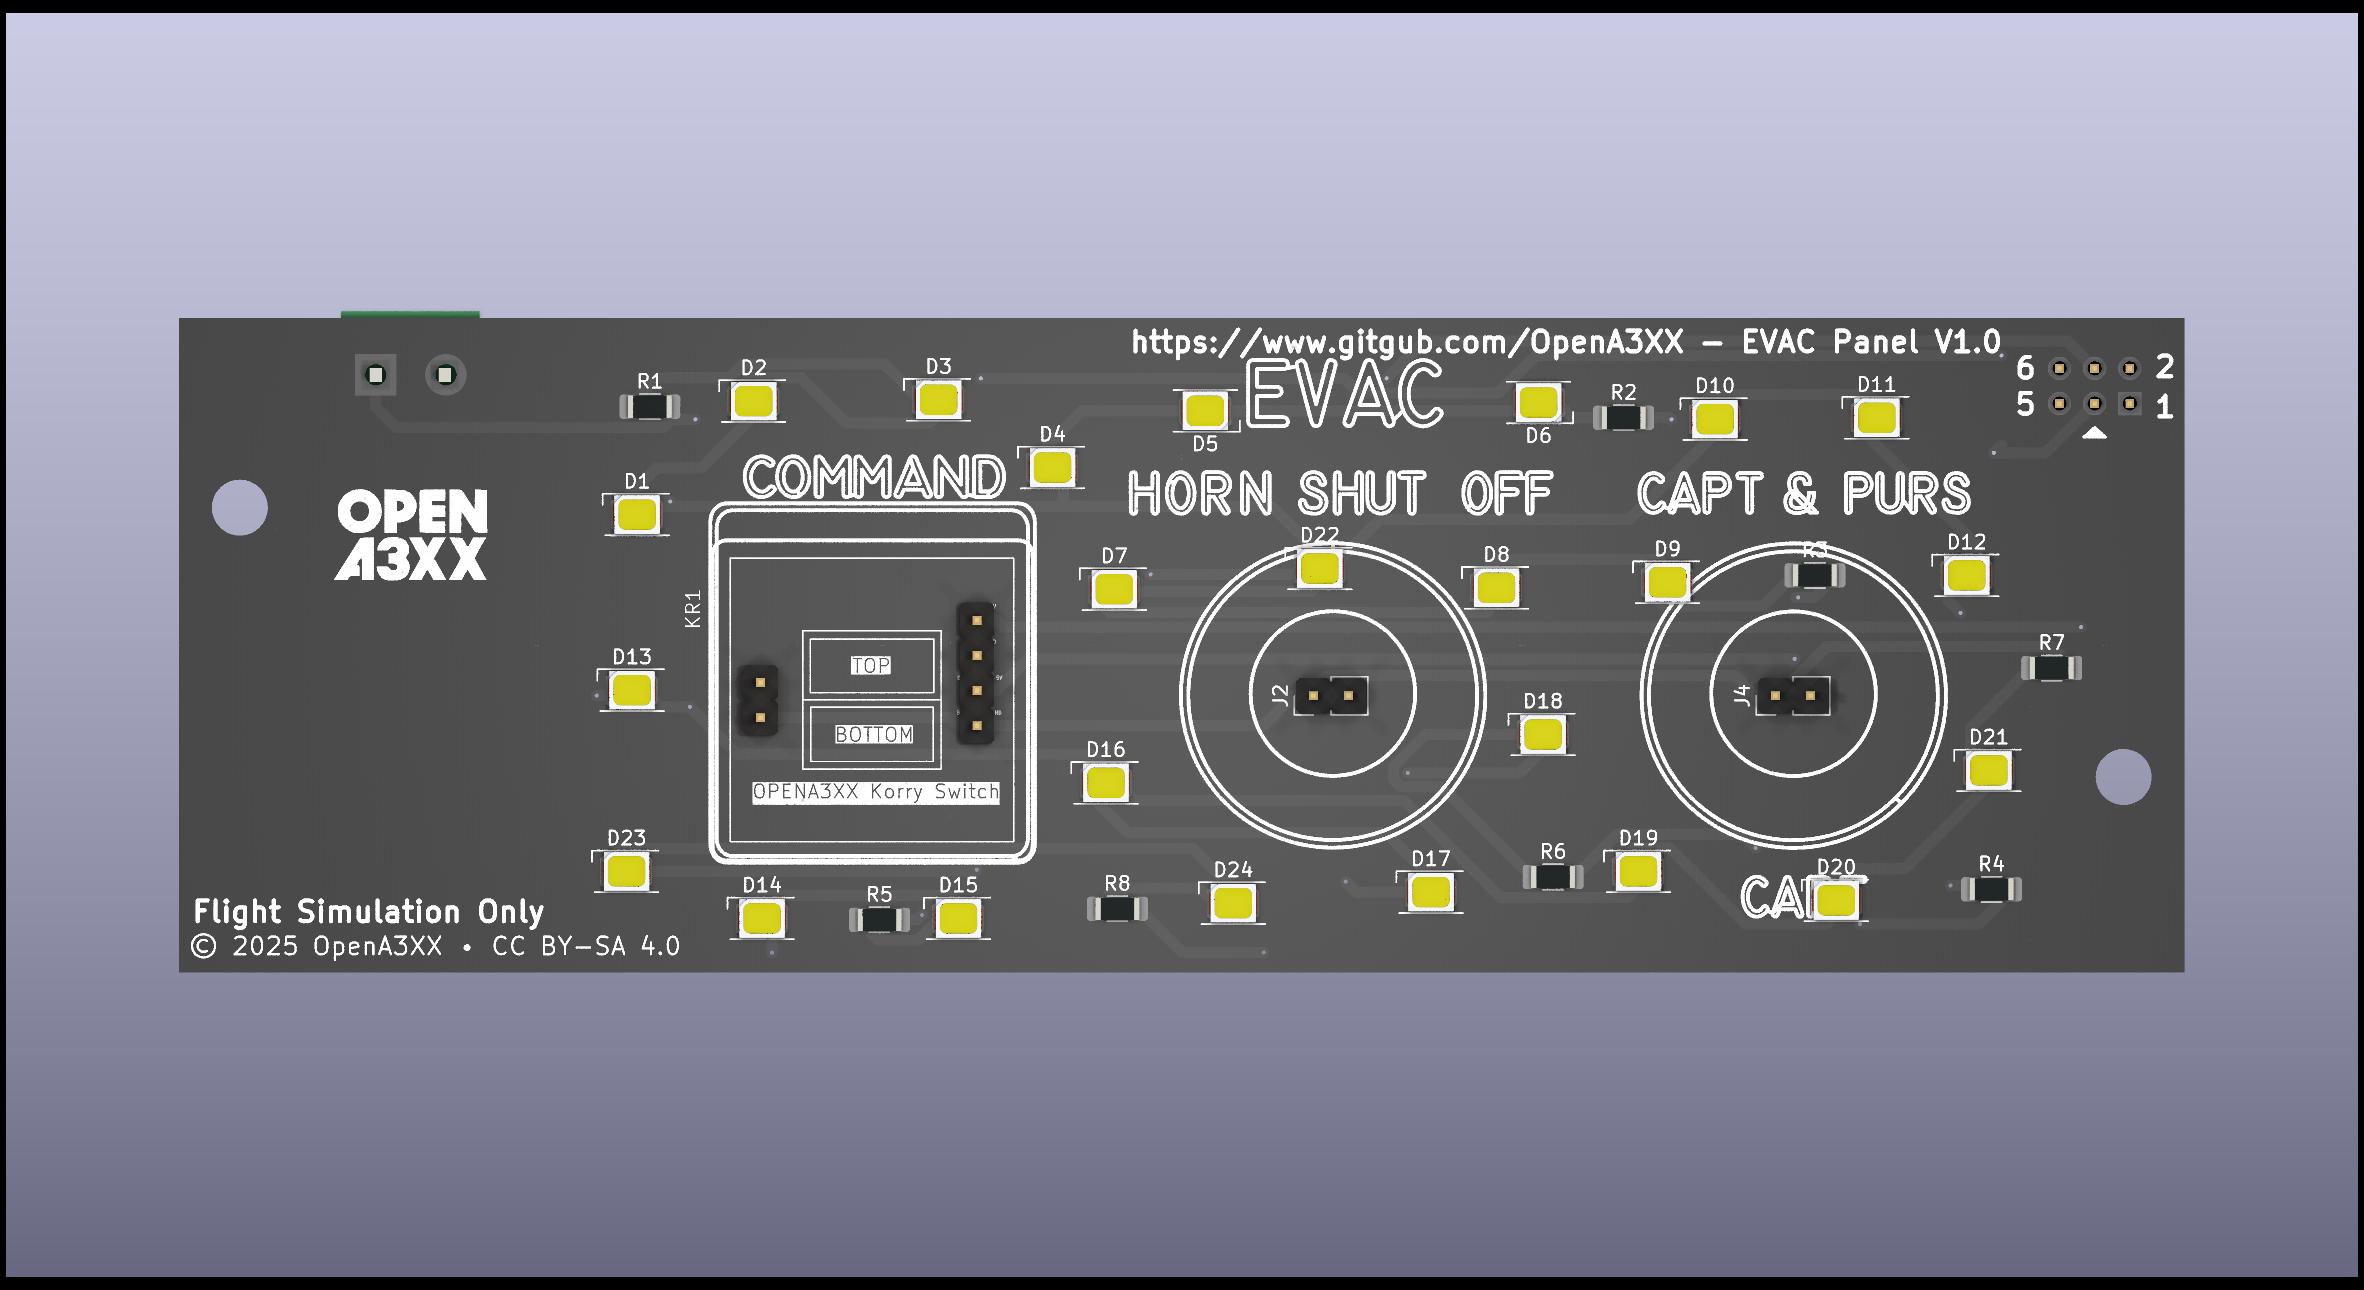 https://www.gitgub.com/OpenA3XX - EVAC Panel V1.0
EVAC
6 2
5 1
R1
D2
D3
D4
D5
D6
R2
D10
D11
COMMAND
HORN SHUT OFF
CAPT & PURS
D1
OPEN
A3XX
D7
D22
D8
D9
R3
D12
KR1
TOP
BOTTOM
OPENA3XX Korry Switch
D13
J2
J4
R7
D18
D16
D21
D23
D14
R5
D15
R8
D24
D17
R6
D19
D20
R4
Flight Simulation Only
© 2025 OpenA3XX • CC BY-SA 4.0